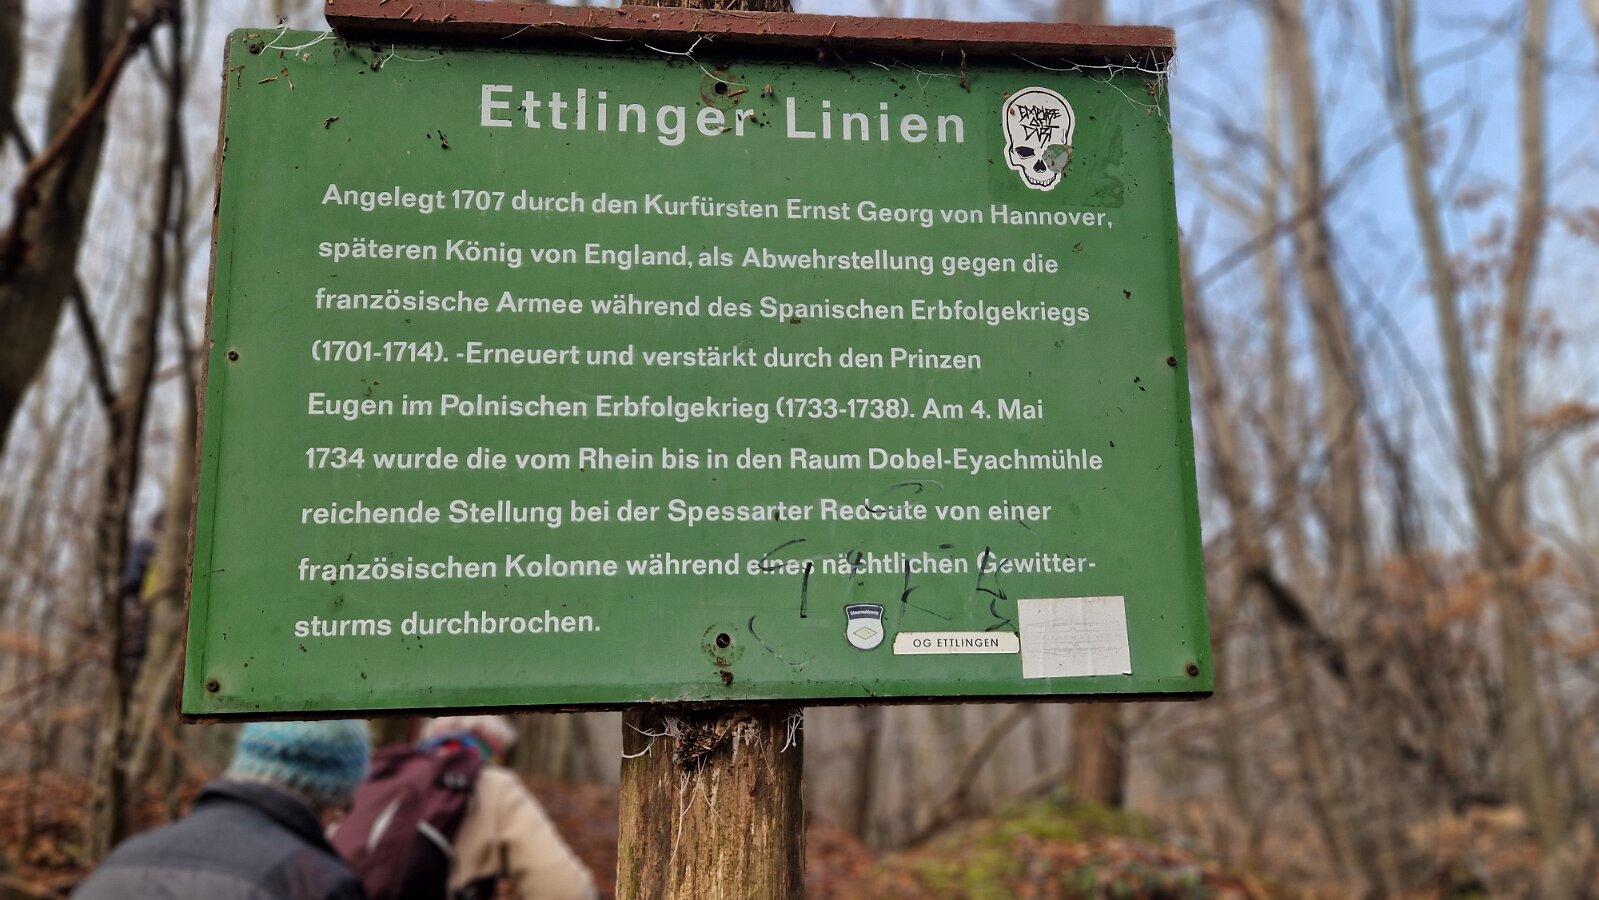 Ettlinger Linien
EMPIRE
OF
DUST
Angelegt 1707 durch den Kurfürsten Ernst Georg von Hannover,
späteren König von England, als Abwehrstellung gegen die
französische Armee während des Spanischen Erbfolgekriegs
(1701-1714). -Erneuert und verstärkt durch den Prinzen
Eugen im Polnischen Erbfolgekrieg (1733-1738). Am 4. Mai
1734 wurde die vom Rhein bis in den Raum Dobel-Eyachmühle
reichende Stellung bei der Spessarter Redoute von einer
französischen Kolonne während eines nächtlichen Gewitter-
sturms durchbrochen.
OG ETTLINGEN